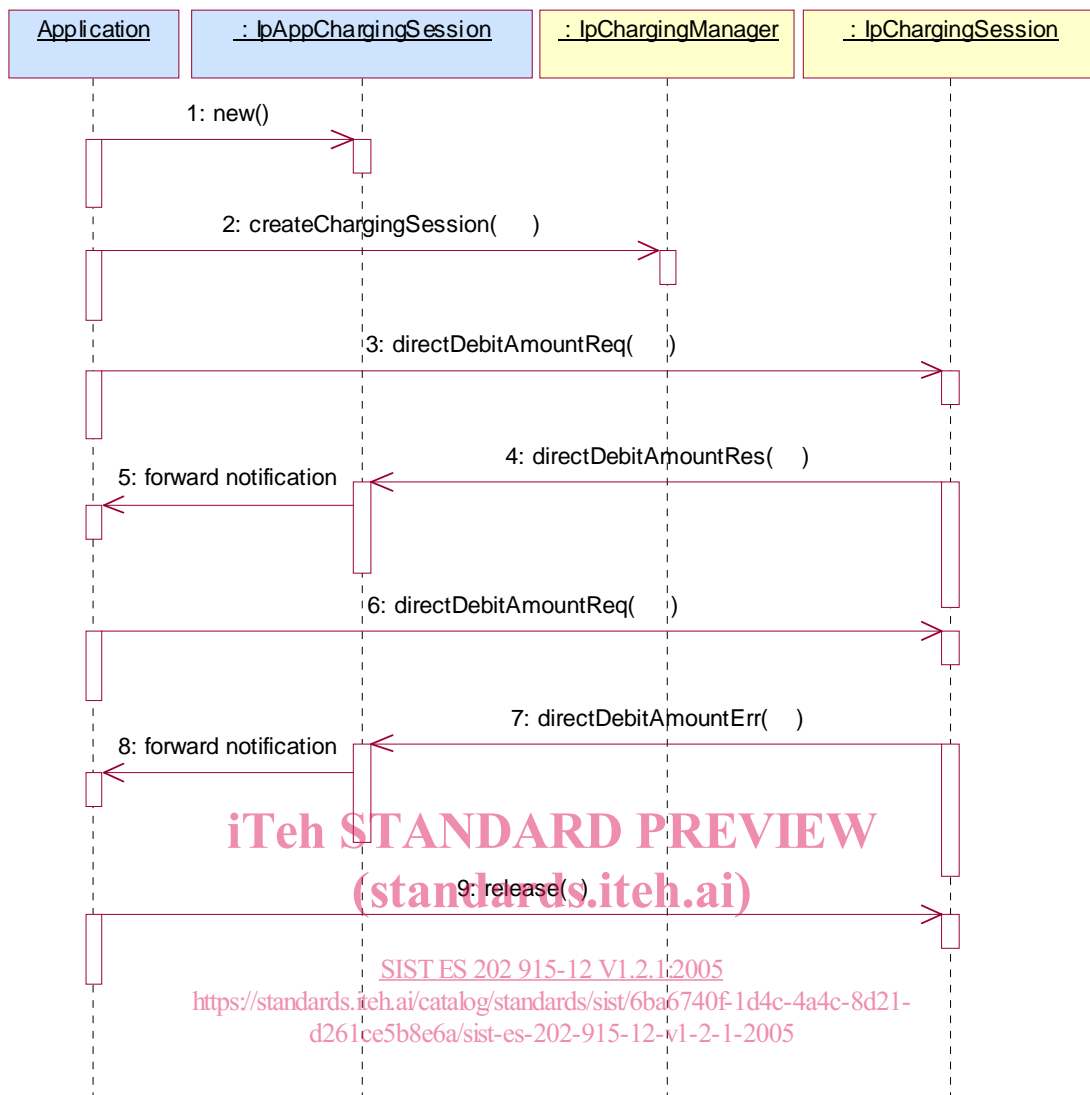 Application
: IpAppChargingSession
: IpChargingManager
: IpChargingSession
1: new()
2: createChargingSession( )
3: directDebitAmountReq( )
4: directDebitAmountRes( )
5: forward notification
6: directDebitAmountReq( )
7: directDebitAmountErr( )
8: forward notification
iTeh STANDARD PREVIEW
(standards.iteh.ai)
9: release( )
SIST ES 202 915-12 V1.2.1:2005
https://standards.iteh.ai/catalog/standards/sist/6ba6740f-1d4c-4a4c-8d21-
d261ce5b8e6a/sist-es-202-915-12-v1-2-1-2005